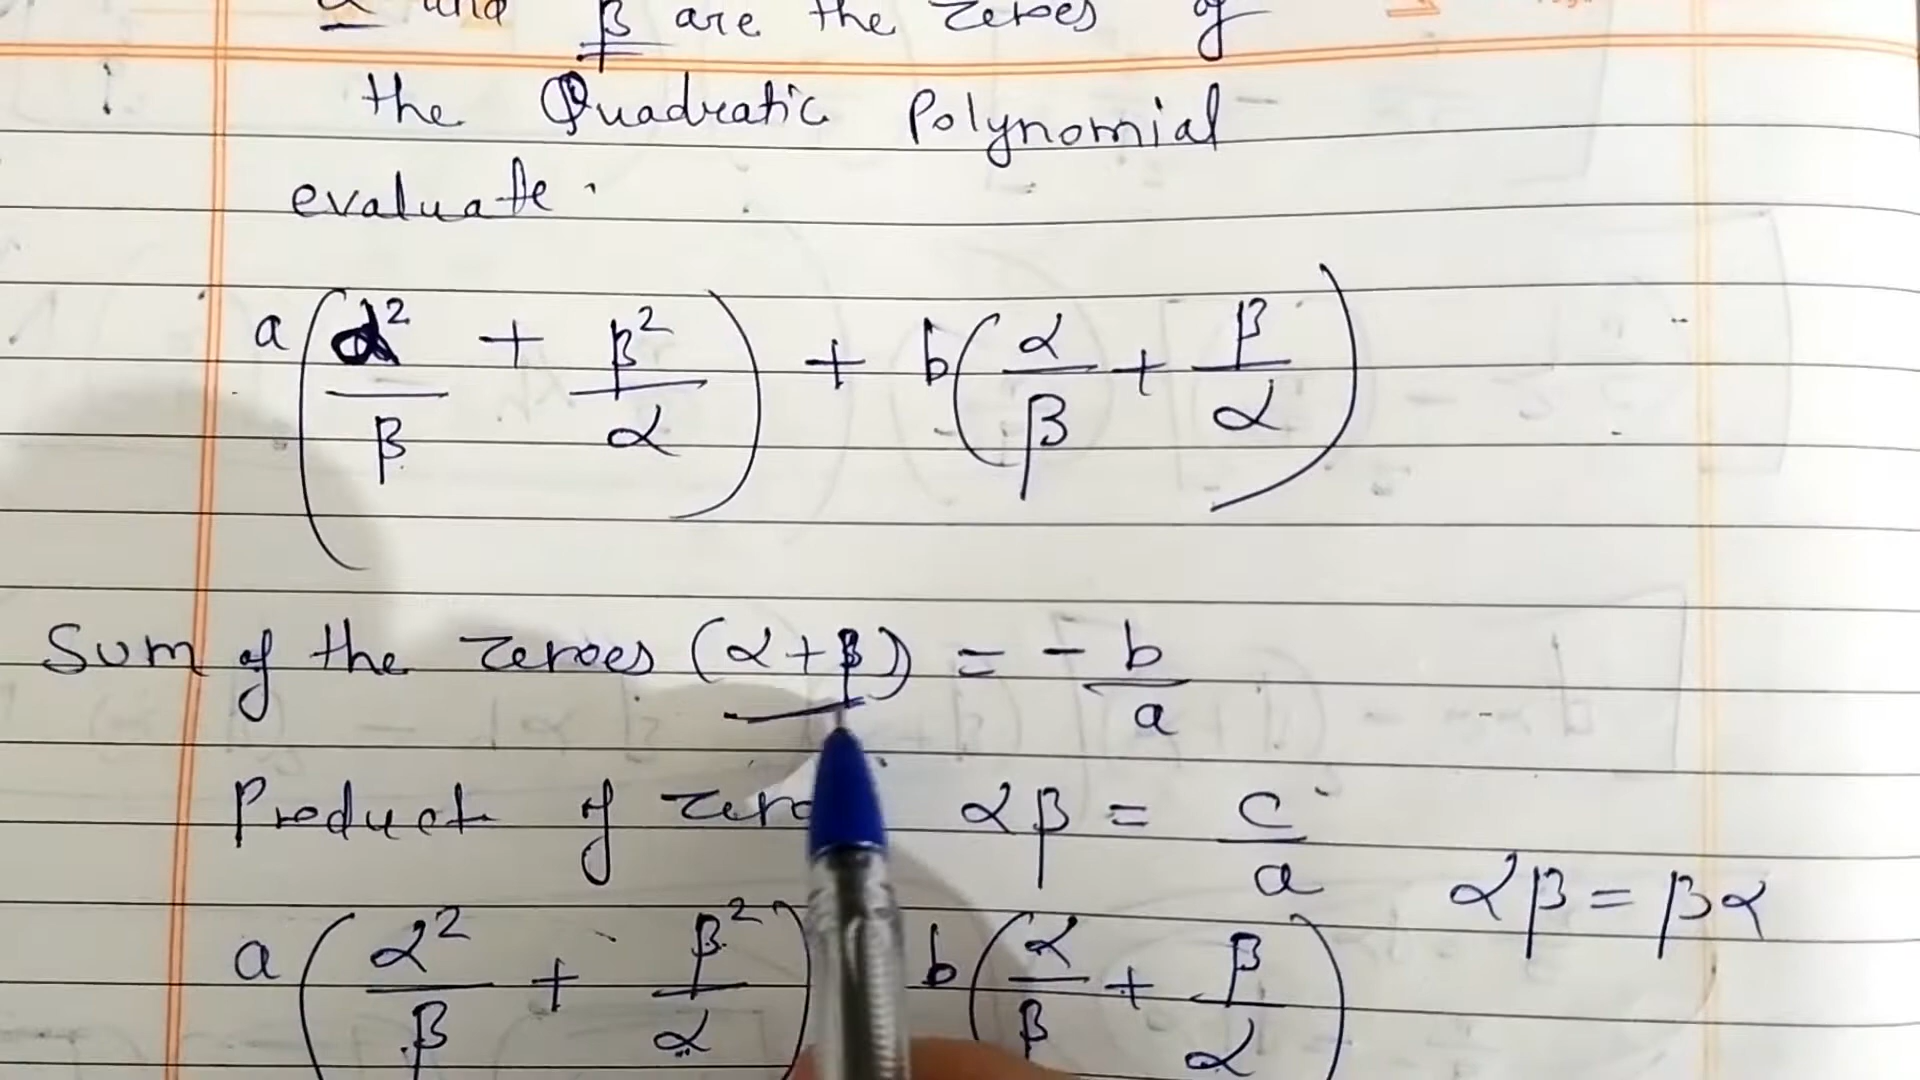 α and β are the zeroes of
the Quadratic Polynomial
evaluate.
a(α²/β + β²/α) + b(α/β + β/α)
Sum of the zeroes (α+β) = -b/a
Product of zero αβ = c/a
αβ = βα
a(α²/β + β²/α) b(α/β + β/α)